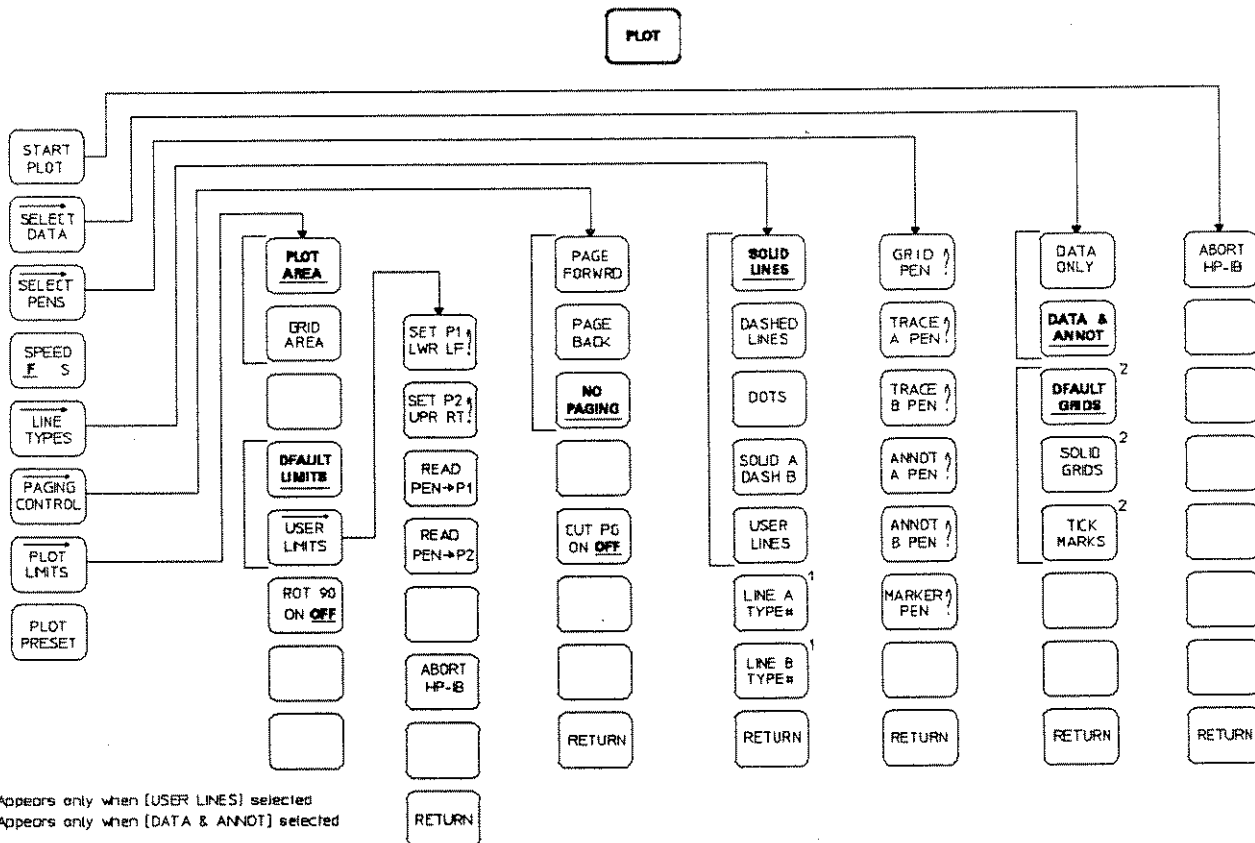 PLOT
START
PLOT
SELECT
DATA
SELECT
PENS
SPEED
F S
LINE
TYPES
PAGING
CONTROL
PLOT
LIMITS
PLOT
PRESET
PLOT
AREA
GRID
AREA
DFAULT
LIMITS
USER
LIMITS
ROT 90
ON OFF
SET P1
LWR LF
SET P2
UPR RT
READ
PEN→P1
READ
PEN→P2
ABORT
HP-IB
RETURN
PAGE
FORWRD
PAGE
BACK
NO
PAGING
CUT PG
ON OFF
RETURN
SOLID
LINES
DASHED
LINES
DOTS
SOLID A
DASH B
USER
LINES
LINE A 1
TYPE#
LINE B 1
TYPE#
RETURN
GRID
PEN ?
TRACE
A PEN ?
TRACE
B PEN ?
ANNOT
A PEN ?
ANNOT
B PEN ?
MARKER
PEN ?
RETURN
DATA
ONLY
DATA &
ANNOT
DFAULT 2
GRIDS
SOLID 2
GRIDS
TICK 2
MARKS
RETURN
ABORT
HP-IB
RETURN
Appears only when [USER LINES] selected
Appears only when [DATA & ANNOT] selected